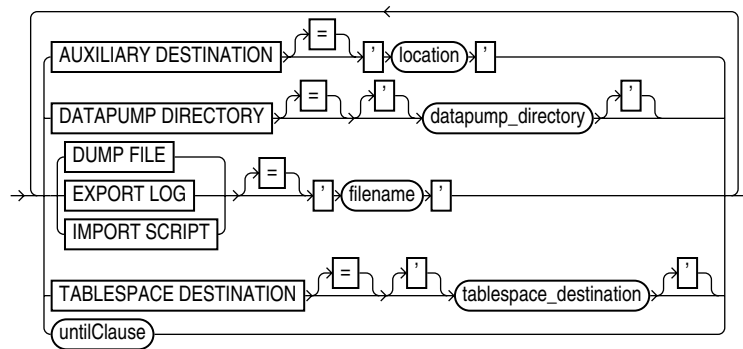 AUXILIARY DESTINATION = ' location '
DATAPUMP DIRECTORY = ' datapump_directory '
DUMP FILE
EXPORT LOG = ' filename '
IMPORT SCRIPT
TABLESPACE DESTINATION = ' tablespace_destination '
untilClause